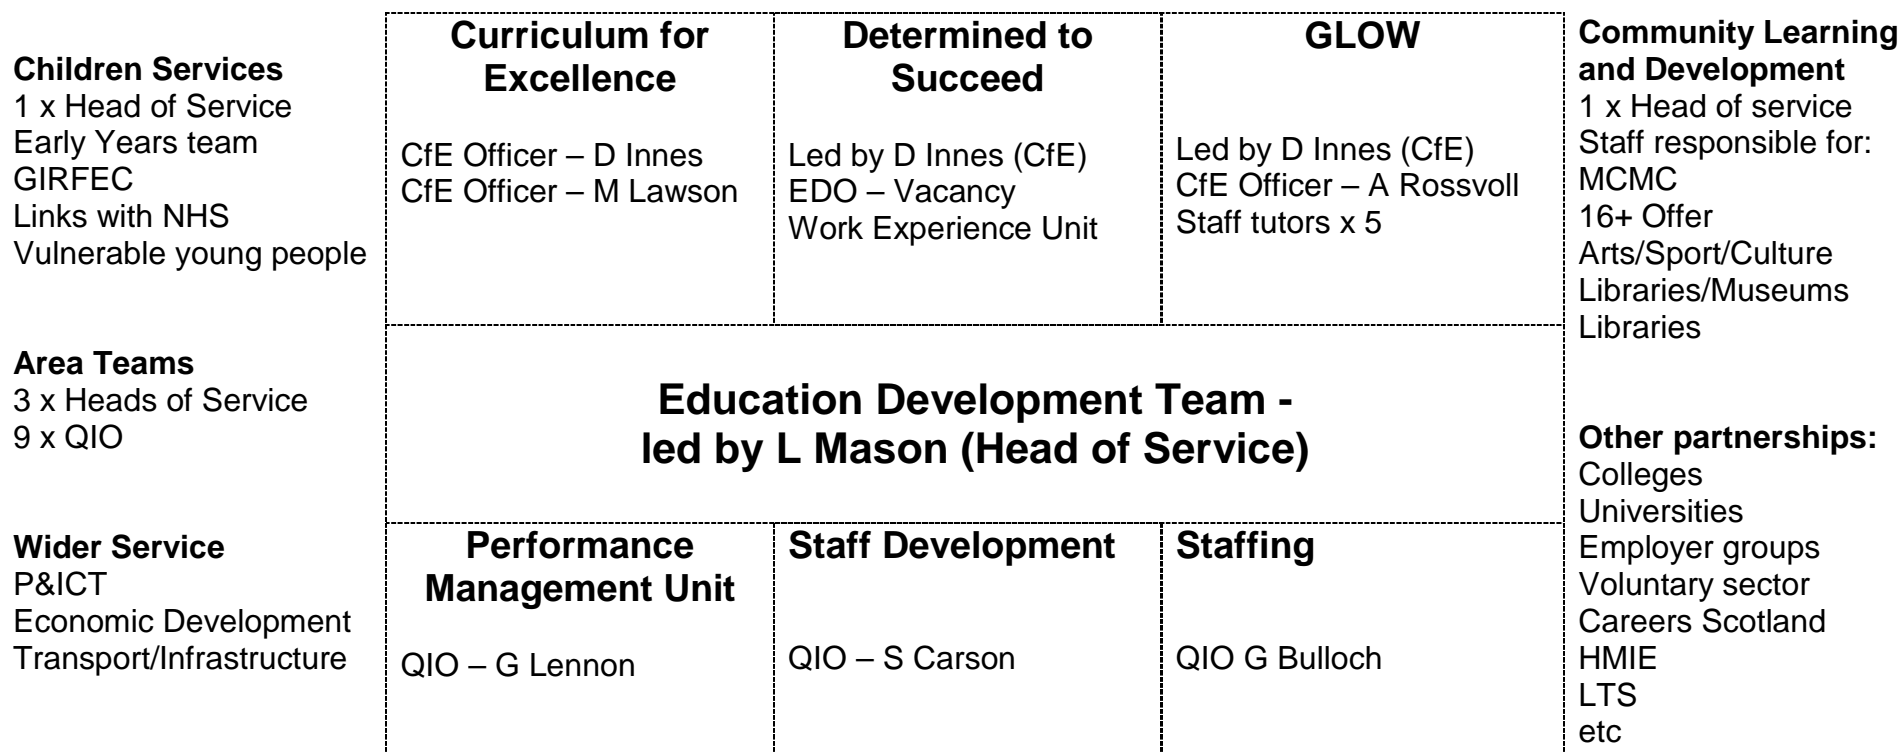 Children Services
1 x Head of Service
Early Years team
GIRFEC
Links with NHS
Vulnerable young people
Area Teams
3 x Heads of Service
9 x QIO
Wider Service
P&ICT
Economic Development
Transport/Infrastructure
Curriculum for
Excellence
CfE Officer – D Innes
CfE Officer – M Lawson
Determined to
Succeed
Led by D Innes (CfE)
EDO – Vacancy
Work Experience Unit
GLOW
Led by D Innes (CfE)
CfE Officer – A Rossvoll
Staff tutors x 5
Education Development Team -
led by L Mason (Head of Service)
Performance
Management Unit
QIO – G Lennon
Staff Development
QIO – S Carson
Staffing
QIO G Bulloch
Community Learning
and Development
1 x Head of service
Staff responsible for:
MCMC
16+ Offer
Arts/Sport/Culture
Libraries/Museums
Libraries
Other partnerships:
Colleges
Universities
Employer groups
Voluntary sector
Careers Scotland
HMIE
LTS
etc